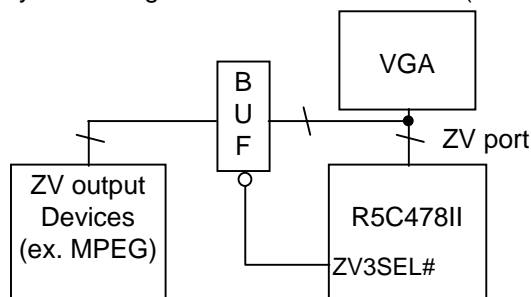 VGA
B
U
F
ZV port
ZV output
Devices
(ex. MPEG)
R5C478II
ZV3SEL#